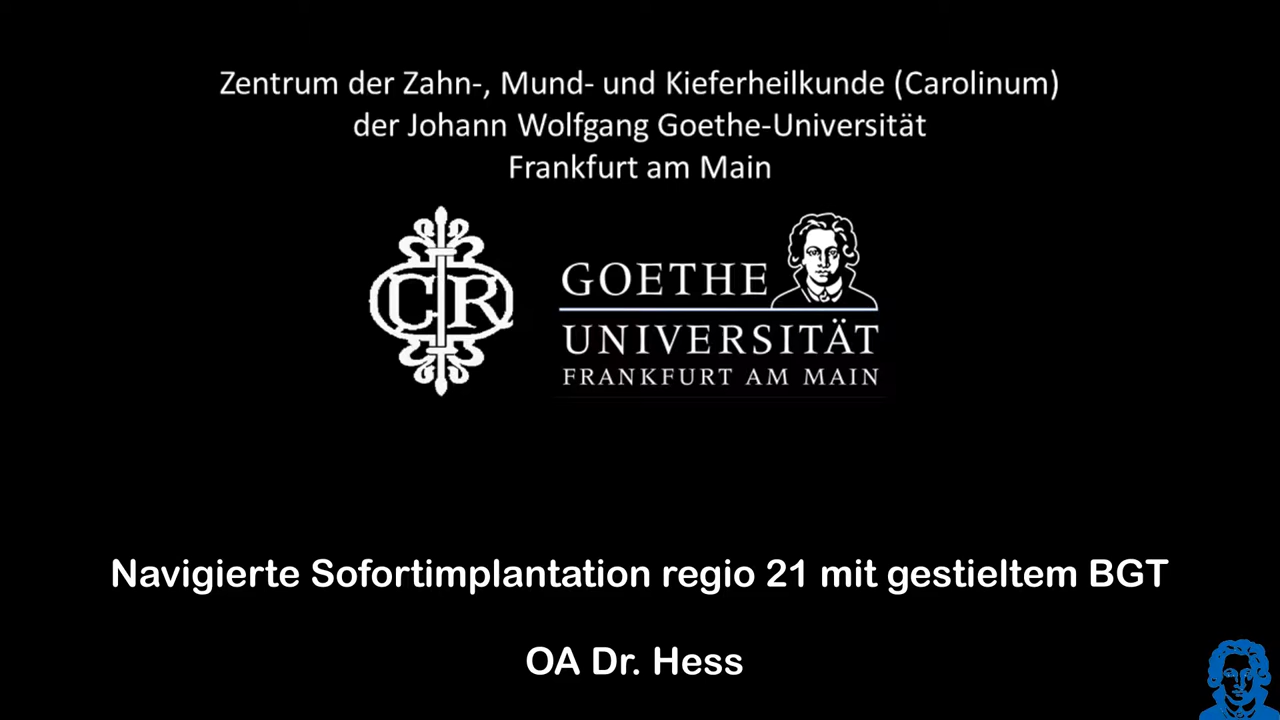 Zentrum der Zahn-, Mund- und Kieferheilkunde (Carolinum)
der Johann Wolfgang Goethe-Universität
Frankfurt am Main
CR
GOETHE
UNIVERSITÄT
FRANKFURT AM MAIN
Navigierte Sofortimplantation regio 21 mit gestieltem BGT
OA Dr. Hess